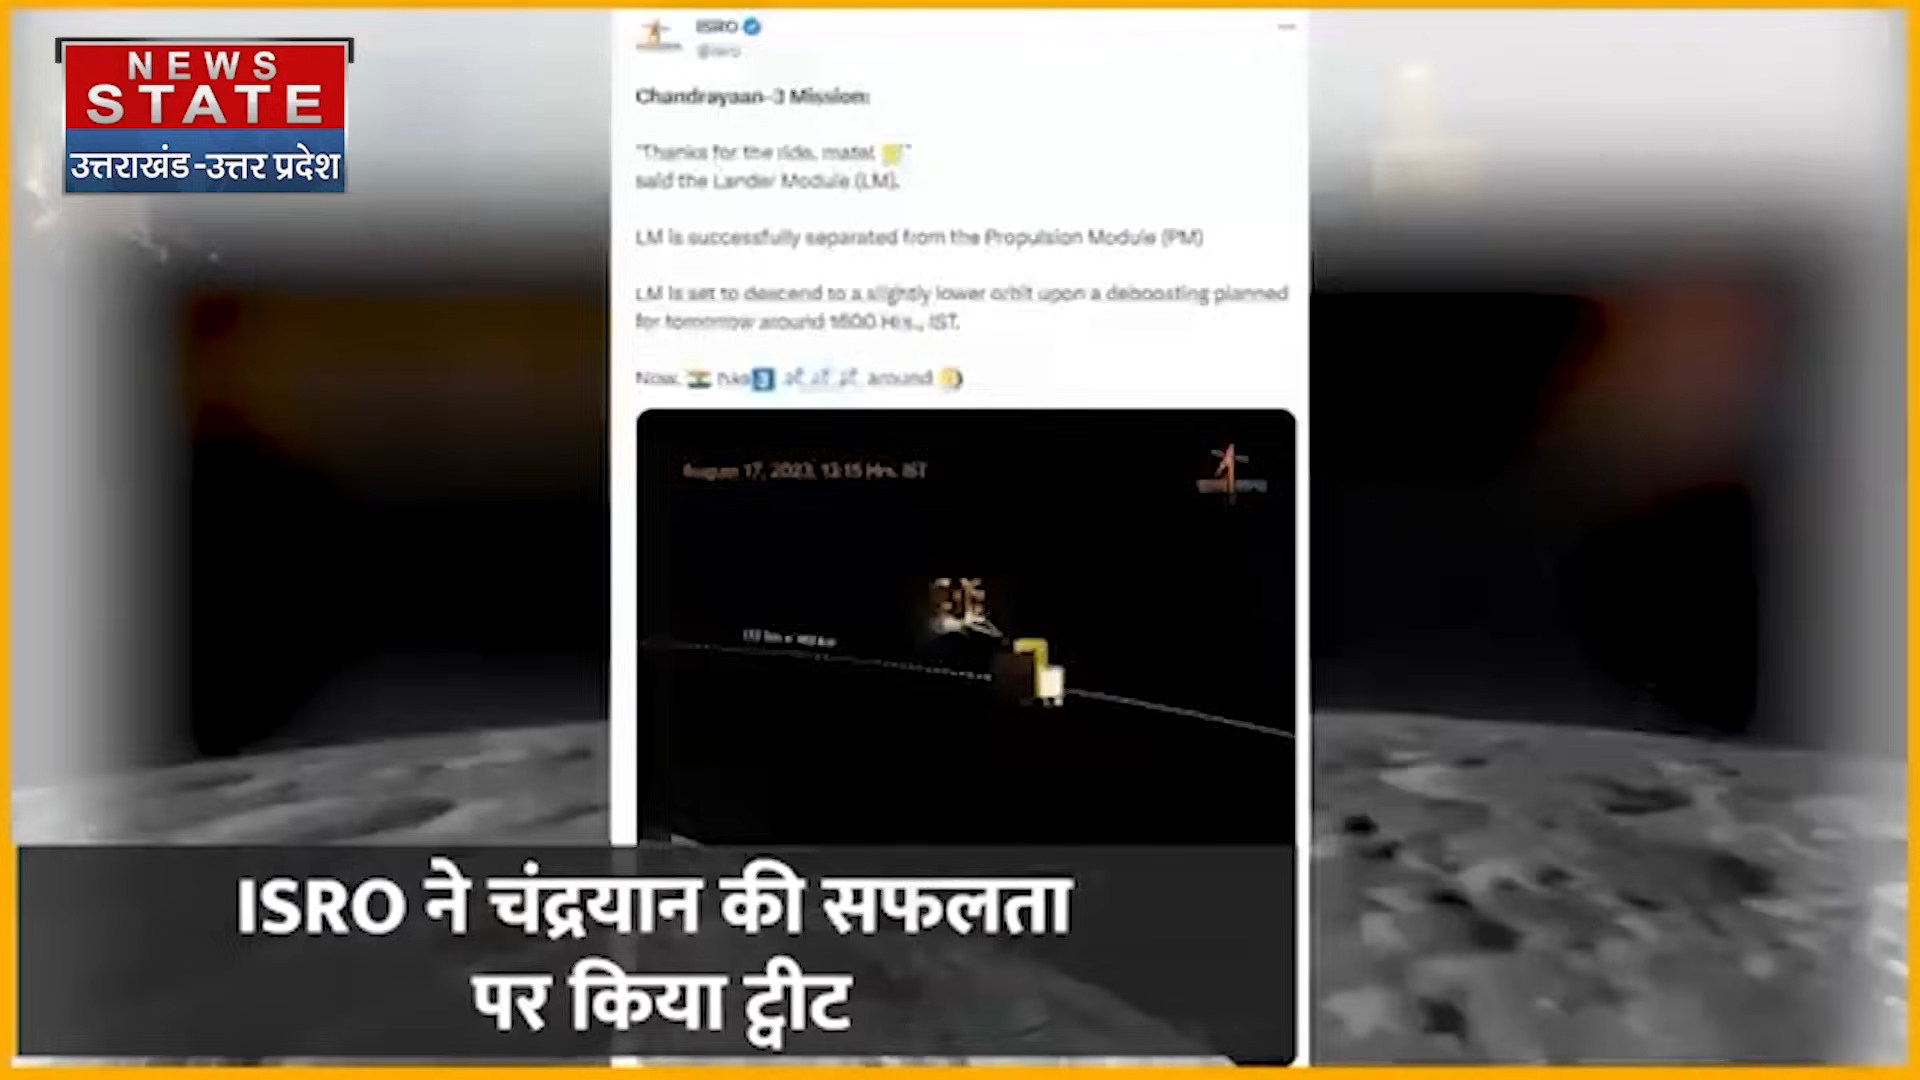 NEWS
STATE
उत्तराखंड-उत्तर प्रदेश
ISRO
@isro
Chandrayaan-3 Mission:
"Thanks for the ride, mate! "
said the Lander Module (LM).
LM is successfully separated from the Propulsion Module (PM)
LM is set to descend to a slightly lower orbit upon a deboosting planned
for tomorrow around 1600 Hrs., IST.
Now, has 3 around
August 17, 2023, 13:15 Hrs. IST
ISRO ने चंद्रयान की सफलता
पर किया ट्वीट